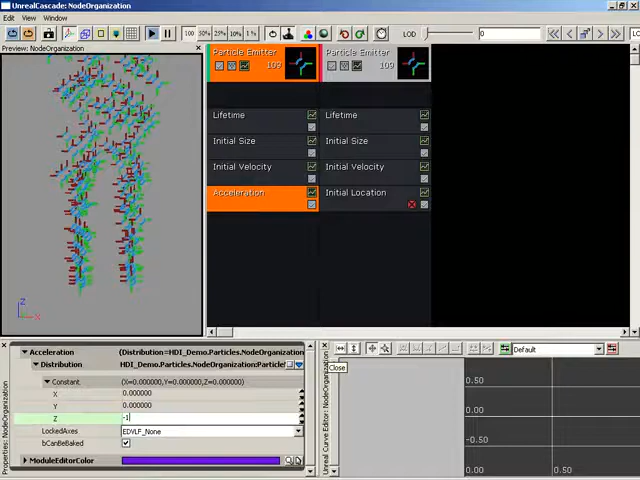 UnrealCascade: NodeOrganization
Edit View Window
100 50% 25% 10% 1%
LOD
0
LO
Preview: NodeOrganization
Particle Emitter
109
Particle Emitter
109
Lifetime
Lifetime
Initial Size
Initial Size
Initial Velocity
Initial Velocity
Acceleration
Initial Location
Z
X
Properties: NodeOrganization
Acceleration (Distribution=HDI_Demo.Particles.NodeOrganization
Distribution HDI_Demo.Particles.NodeOrganization:Particle
Constant (X=0.000000,Y=0.000000,Z=0.000000)
X 0.000000
Y 0.000000
Z -1
LockedAxes EDVLF_None
bCanBeBaked
ModuleEditorColor
Close
Unreal Curve Editor: NodeOrganization
Default
0.50
0.00
-0.50
0.00 0.50